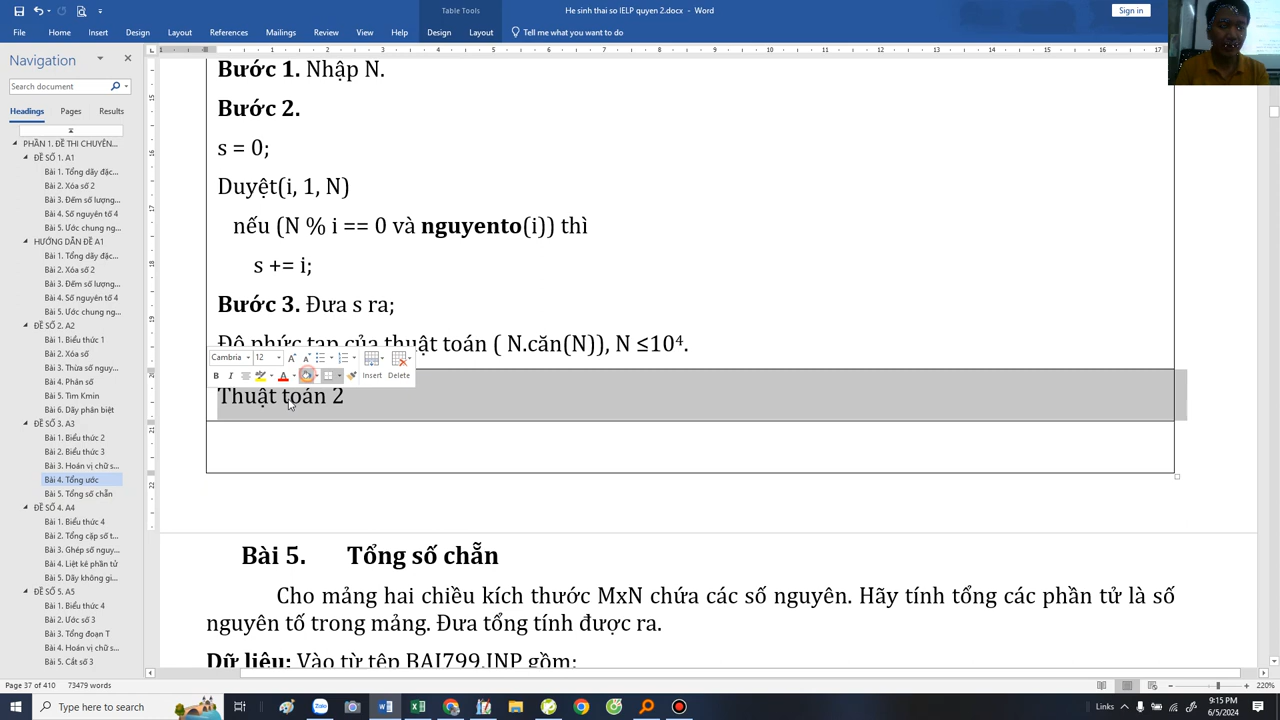 Table Tools
He sinh thai so IELP quyen 2.docx - Word
Sign in
File Home Insert Design Layout References Mailings Review View Help Design Layout Tell me what you want to do
Navigation
Search document
Headings Pages Results
PHẦN 1. ĐỀ THI CHUYÊN...
ĐỀ SỐ 1. A1
Bài 1. Tổng dãy đặc...
Bài 2. Xóa số 2
Bài 3. Đếm số lượng...
Bài 4. Số nguyên tố 4
Bài 5. Ước chung ng...
HƯỚNG DẪN ĐỀ A1
Bài 1. Tổng dãy đặc...
Bài 2. Xóa số 2
Bài 3. Đếm số lượng...
Bài 4. Số nguyên tố 4
Bài 5. Ước chung ng...
ĐỀ SỐ 2. A2
Bài 1. Biểu thức 1
Bài 2. Xóa số
Bài 3. Thừa số nguy...
Bài 4. Phân số
Bài 5. Tìm Kmin
Bài 6. Dãy phân biệt
ĐỀ SỐ 3. A3
Bài 1. Biểu thức 2
Bài 2. Biểu thức 3
Bài 3. Hoán vị chữ s...
Bài 4. Tổng ước
Bài 5. Tổng số chẵn
ĐỀ SỐ 4. A4
Bài 1. Biểu thức 4
Bài 2. Tổng cặp số t...
Bài 3. Ghép số nguy...
Bài 4. Liệt kê phân số
Bài 5. Dãy không gi...
ĐỀ SỐ 5. A5
Bài 1. Biểu thức 4
Bài 2. Ước số 3
Bài 3. Tổng đoạn T
Bài 4. Hoán vị chữ s...
Bài 5. Cắt số 3
Bước 1. Nhập N.
Bước 2.
s = 0;
Duyệt(i, 1, N)
nếu (N % i == 0 và nguyento(i)) thì
s += i;
Bước 3. Đưa s ra;
Độ phức tạp của thuật toán ( N.căn(N)), N ≤10⁴.
Cambria 12
Insert Delete
Thuật toán 2
Bài 5. Tổng số chẵn
Cho mảng hai chiều kích thước MxN chứa các số nguyên. Hãy tính tổng các phần tử là số
nguyên tố trong mảng. Đưa tổng tính được ra.
Dữ liệu: Vào từ tệp BAI799.INP gồm:
Page 37 of 410 73479 words
220%
Type here to search
9:15 PM
6/5/2024